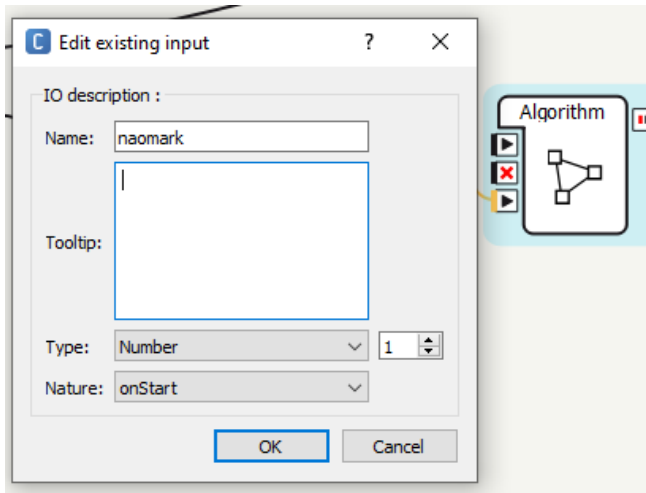 C Edit existing input ?
IO description :
Name: naomark
Tooltip:
Type: Number 1
Nature: onStart
OK Cancel
Algorithm